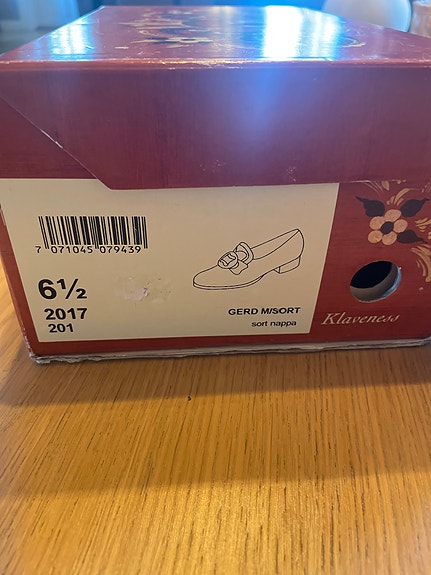 7 071045 079439
6½
2017
201
GERD M/SORT
sort nappa
Klaveness